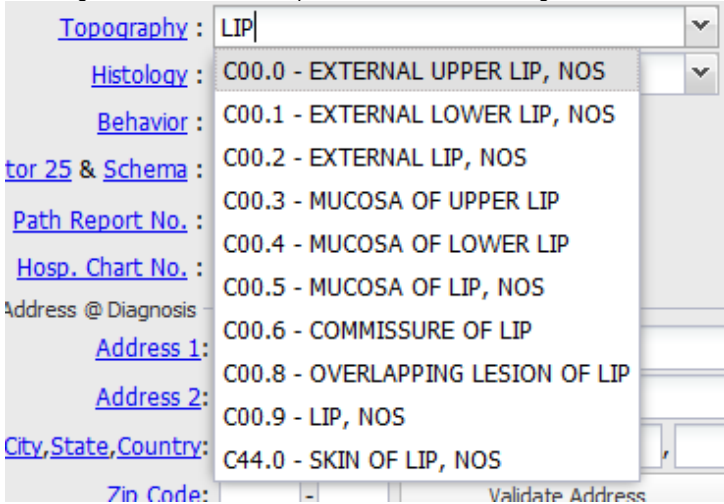 Topography : LIP
C00.0 - EXTERNAL UPPER LIP, NOS
Histology :
C00.1 - EXTERNAL LOWER LIP, NOS
Behavior :
C00.2 - EXTERNAL LIP, NOS
tor 25 & Schema :
C00.3 - MUCOSA OF UPPER LIP
Path Report No. :
C00.4 - MUCOSA OF LOWER LIP
Hosp. Chart No. :
C00.5 - MUCOSA OF LIP, NOS
Address @ Diagnosis
C00.6 - COMMISSURE OF LIP
Address 1:
C00.8 - OVERLAPPING LESION OF LIP
Address 2:
C00.9 - LIP, NOS
City,State,Country: ,
C44.0 - SKIN OF LIP, NOS
Zip Code: - Validate Address